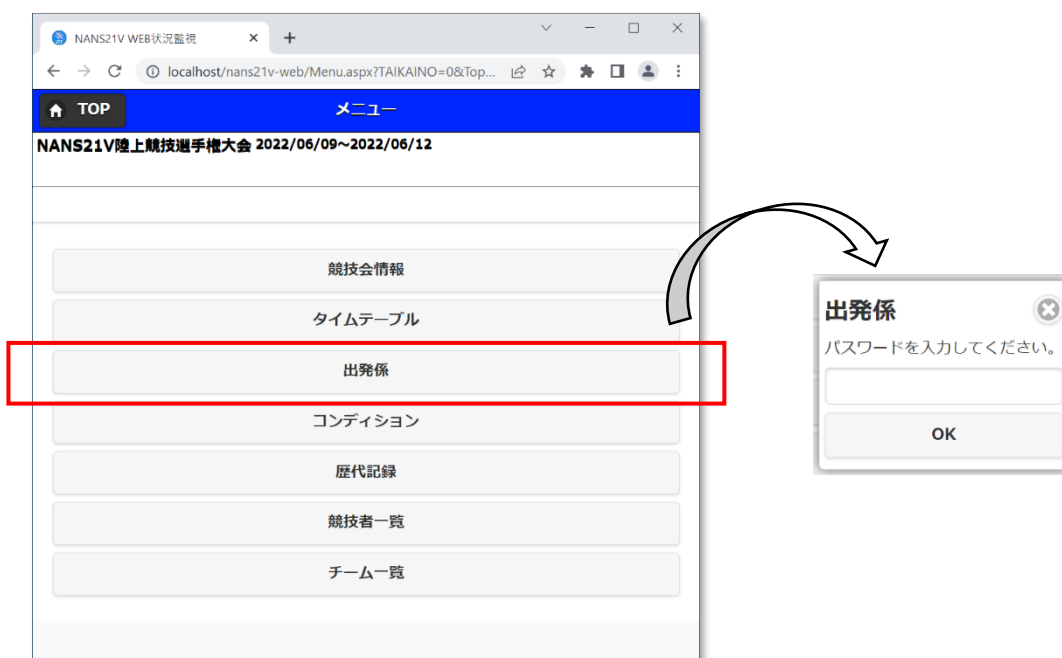 NANS21V WEB状況監視
localhost/nans21v-web/Menu.aspx?TAIKAINO=0&Top...
TOP
メニュー
NANS21V陸上競技選手権大会 2022/06/09～2022/06/12
競技会情報
タイムテーブル
出発係
コンディション
歴代記録
競技者一覧
チーム一覧
出発係
パスワードを入力してください。
OK